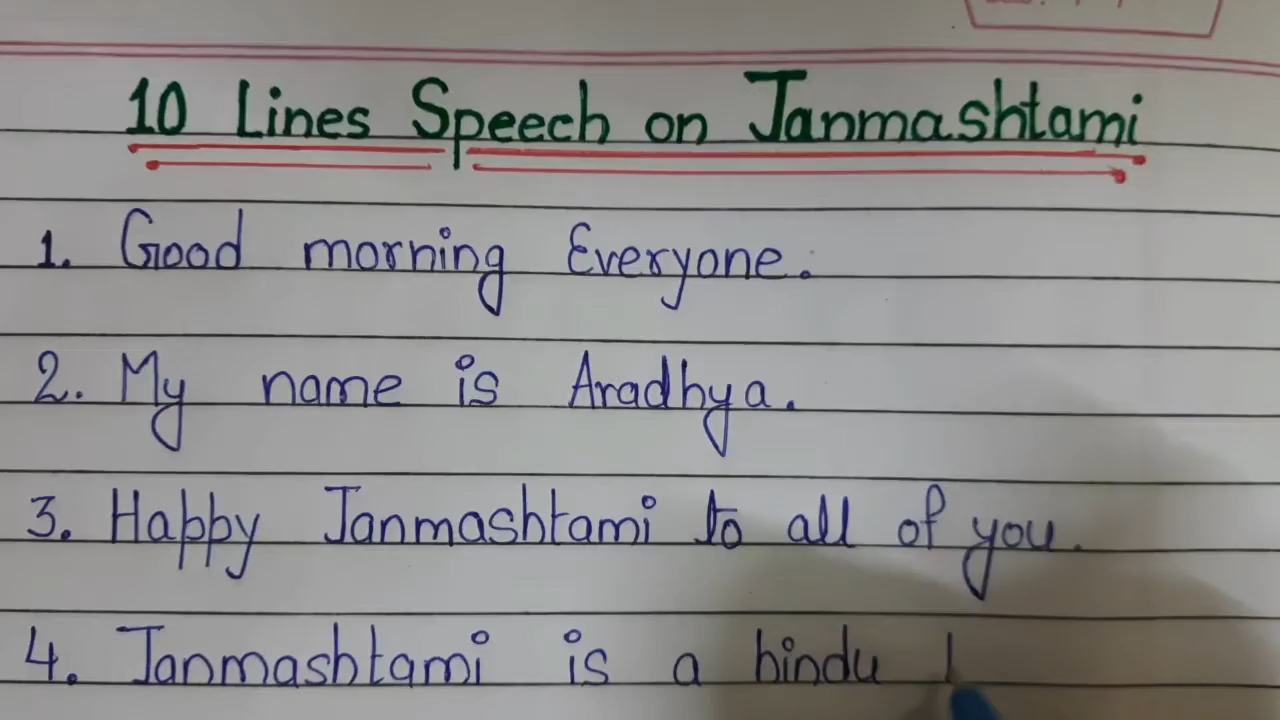 10 Lines Speech on Janmashtami
1. Good morning Everyone.
2. My name is Aradhya.
3. Happy Janmashtami to all of you.
4. Janmashtami is a hindu